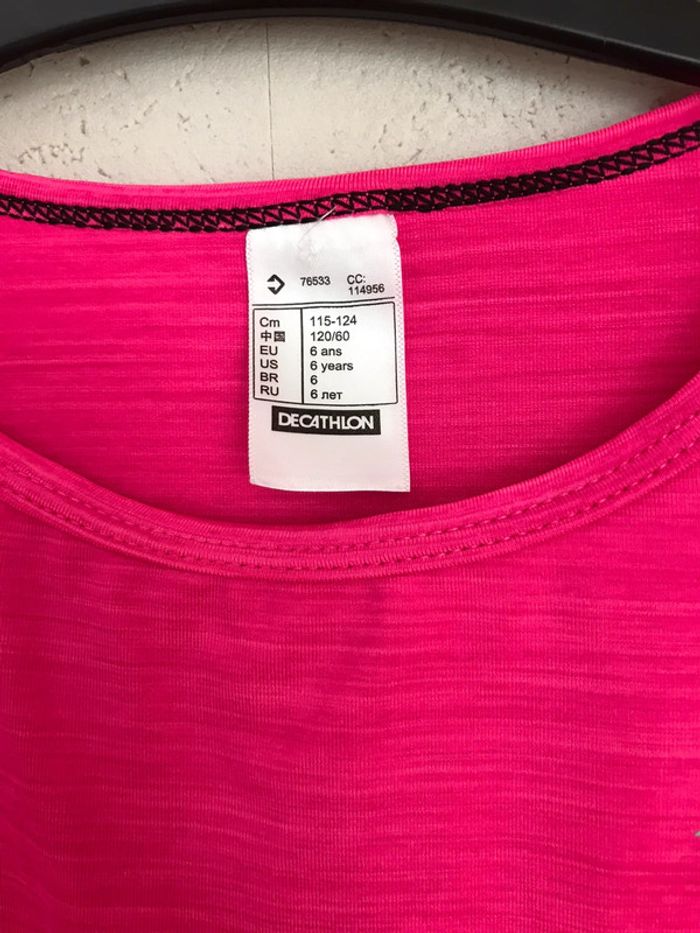 76533 CC:
114956
Cm 115-124
中国 120/60
EU 6 ans
US 6 years
BR 6
RU 6 лет
DECATHLON